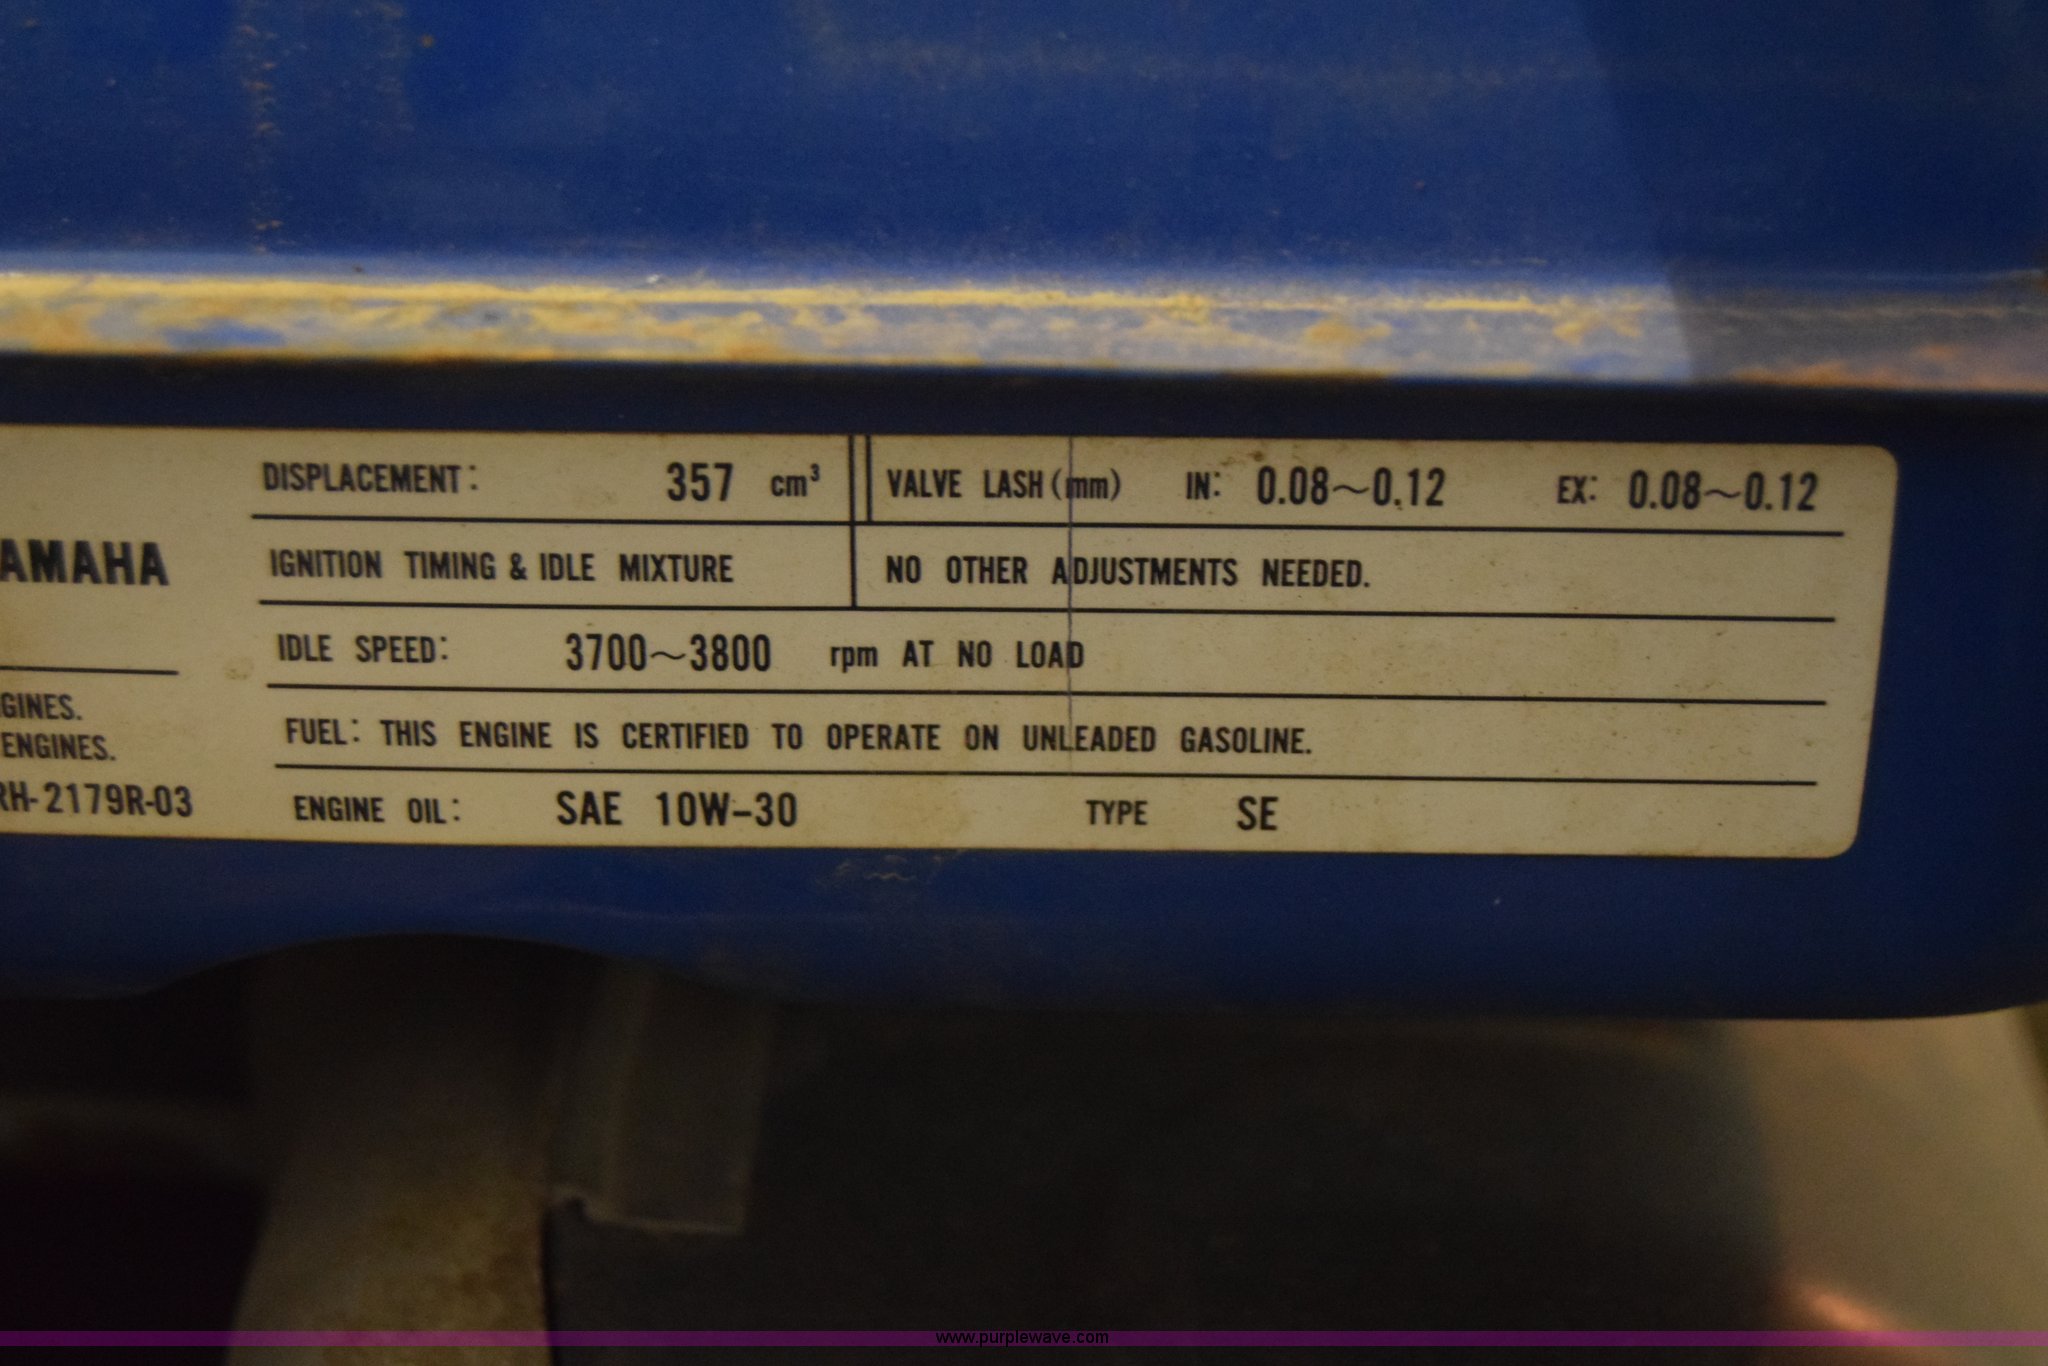 DISPLACEMENT: 357 cm³ VALVE LASH (mm) IN: 0.08~0.12 EX: 0.08~0.12
AMAHA
IGNITION TIMING & IDLE MIXTURE NO OTHER ADJUSTMENTS NEEDED.
IDLE SPEED: 3700~3800 rpm AT NO LOAD
GINES.
FUEL: THIS ENGINE IS CERTIFIED TO OPERATE ON UNLEADED GASOLINE.
ENGINES.
RH-2179R-03
ENGINE OIL: SAE 10W-30 TYPE SE
www.purplewave.com